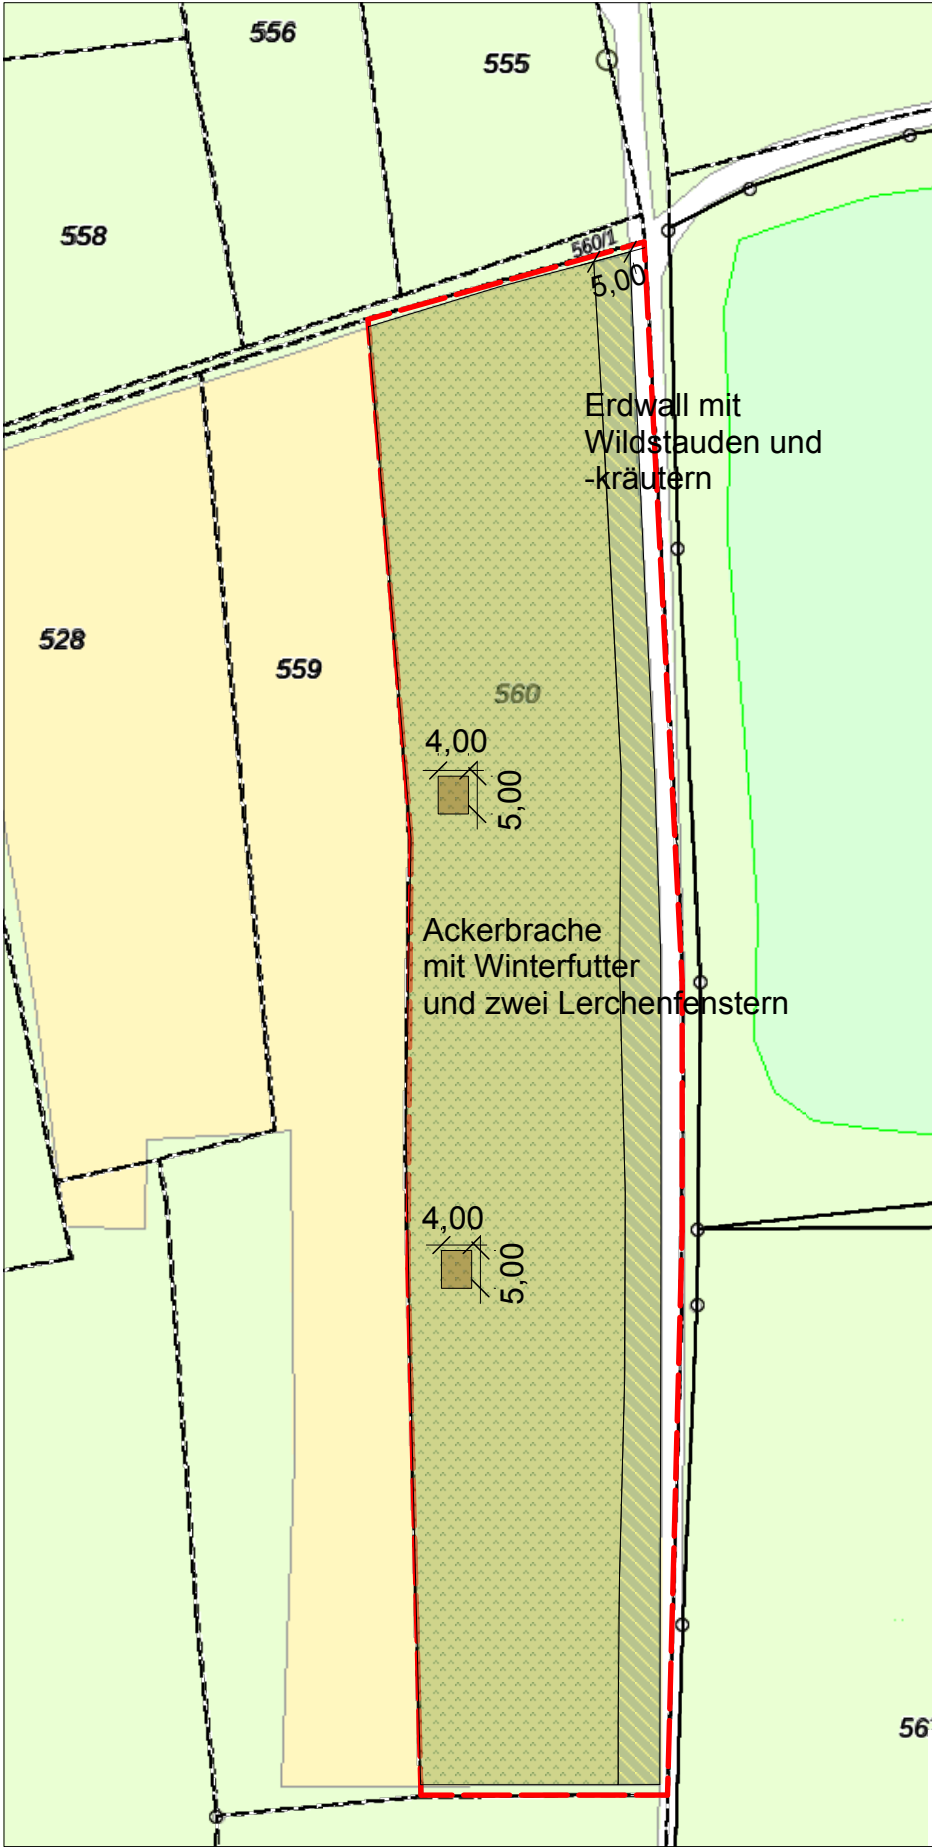 556
555
558
560/1
5,00
Erdwall mit
Wildstauden und
-kräutern
528
559
560
4,00
5,00
Ackerbrache
mit Winterfutter
und zwei Lerchenfenstern
4,00
5,00